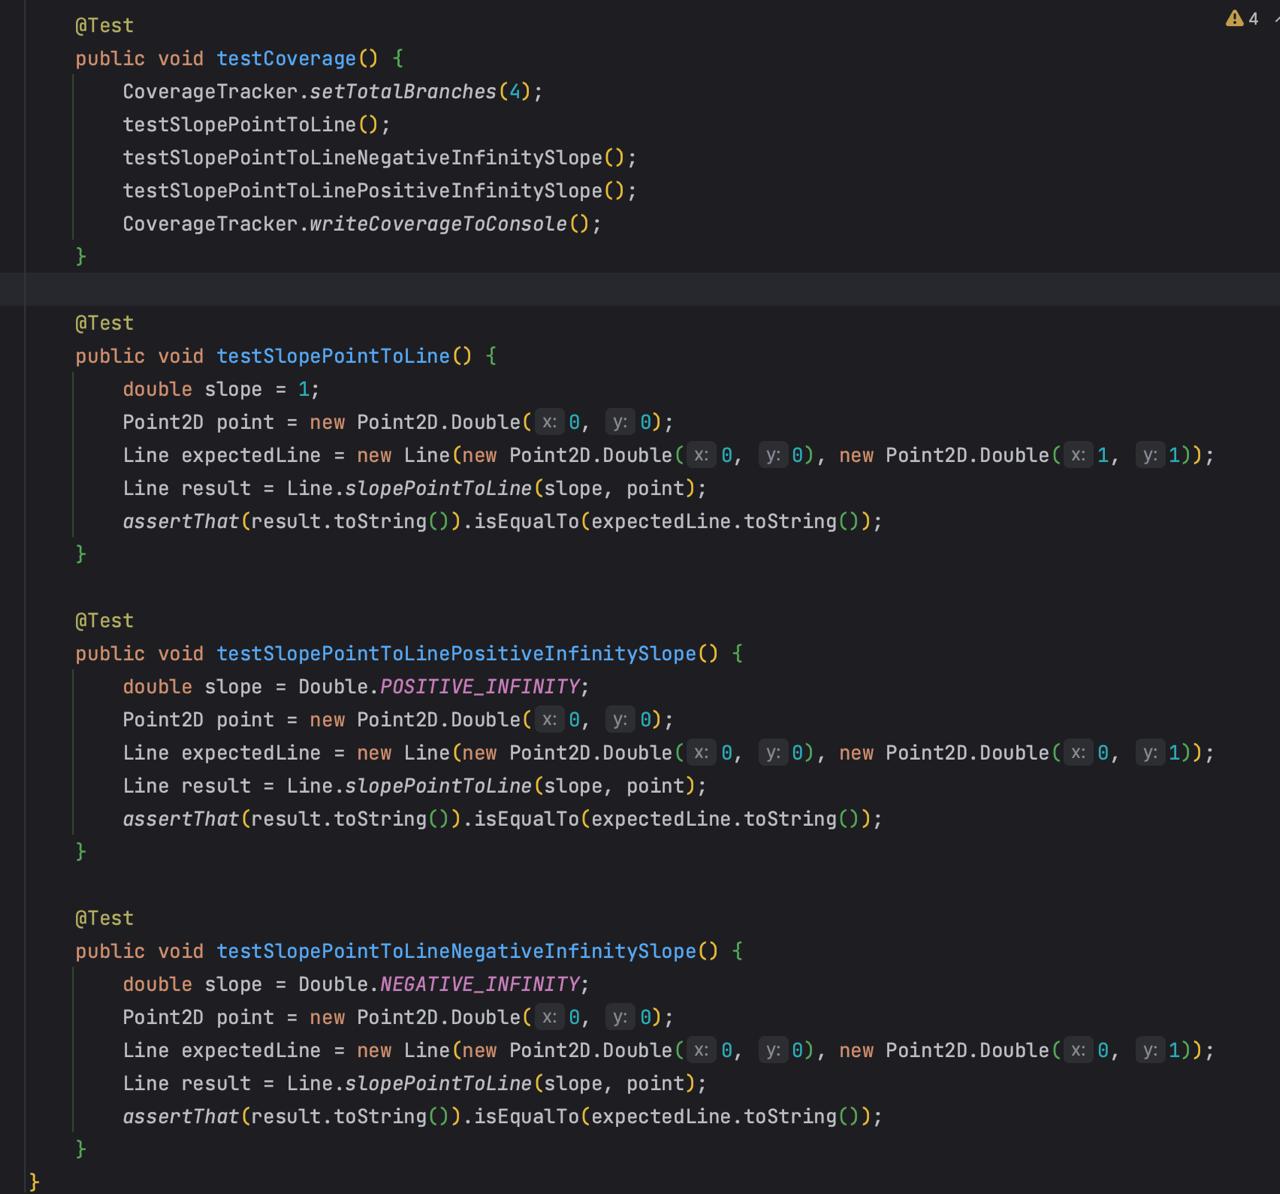 @Test
4
public void testCoverage() {
CoverageTracker.setTotalBranches(4);
testSlopePointToLine();
testSlopePointToLineNegativeInfinitySlope();
testSlopePointToLinePositiveInfinitySlope();
CoverageTracker.writeCoverageToConsole();
}
@Test
public void testSlopePointToLine() {
double slope = 1;
Point2D point = new Point2D.Double( x: 0, y: 0);
Line expectedLine = new Line(new Point2D.Double( x: 0, y: 0), new Point2D.Double( x: 1, y: 1));
Line result = Line.slopePointToLine(slope, point);
assertThat(result.toString()).isEqualTo(expectedLine.toString());
}
@Test
public void testSlopePointToLinePositiveInfinitySlope() {
double slope = Double.POSITIVE_INFINITY;
Point2D point = new Point2D.Double( x: 0, y: 0);
Line expectedLine = new Line(new Point2D.Double( x: 0, y: 0), new Point2D.Double( x: 0, y: 1));
Line result = Line.slopePointToLine(slope, point);
assertThat(result.toString()).isEqualTo(expectedLine.toString());
}
@Test
public void testSlopePointToLineNegativeInfinitySlope() {
double slope = Double.NEGATIVE_INFINITY;
Point2D point = new Point2D.Double( x: 0, y: 0);
Line expectedLine = new Line(new Point2D.Double( x: 0, y: 0), new Point2D.Double( x: 0, y: 1));
Line result = Line.slopePointToLine(slope, point);
assertThat(result.toString()).isEqualTo(expectedLine.toString());
}
}